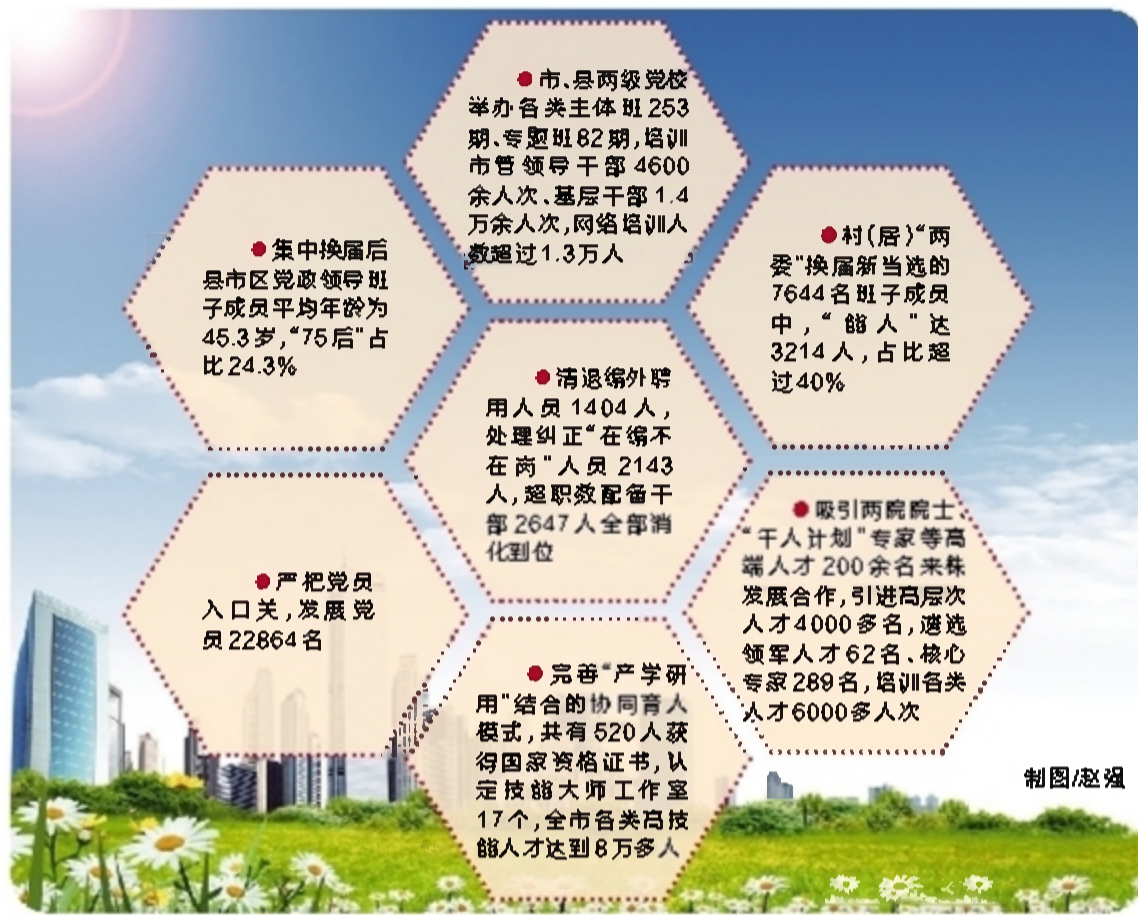 ●市、县两级党校
举办各类主体班253
期、专题班82期,培训
市管领导干部4600
余人次、基层干部1.4
万余人次,网络培训人
数超过1.3万人
●集中换届后
县市区党政领导班
子成员平均年龄为
45.3岁,“75后”占
比24.3%
●村(居)“两
委”换届新当选的
7644名班子成员
中,“能人”达
3214人,占比超
过40%
●清退编外聘
用人员1404人,
处理纠正“在编不
在岗”人员2143
人,超职数配备干
部2647人全部消
化到位
●严把党员
入口关,发展党
员22864名
●吸引两院院士、
“千人计划”专家等高
端人才200余名来株
发展合作,引进高层次
人才4000多名,遴选
领军人才62名、核心
专家289名,培训各类
人才6000多人次
●完善“产学研
用”结合的协同育人
模式,共有520人获
得国家资格证书,认
定技能大师工作室
17个,全市各类高技
能人才达到8万多人
制图/赵强